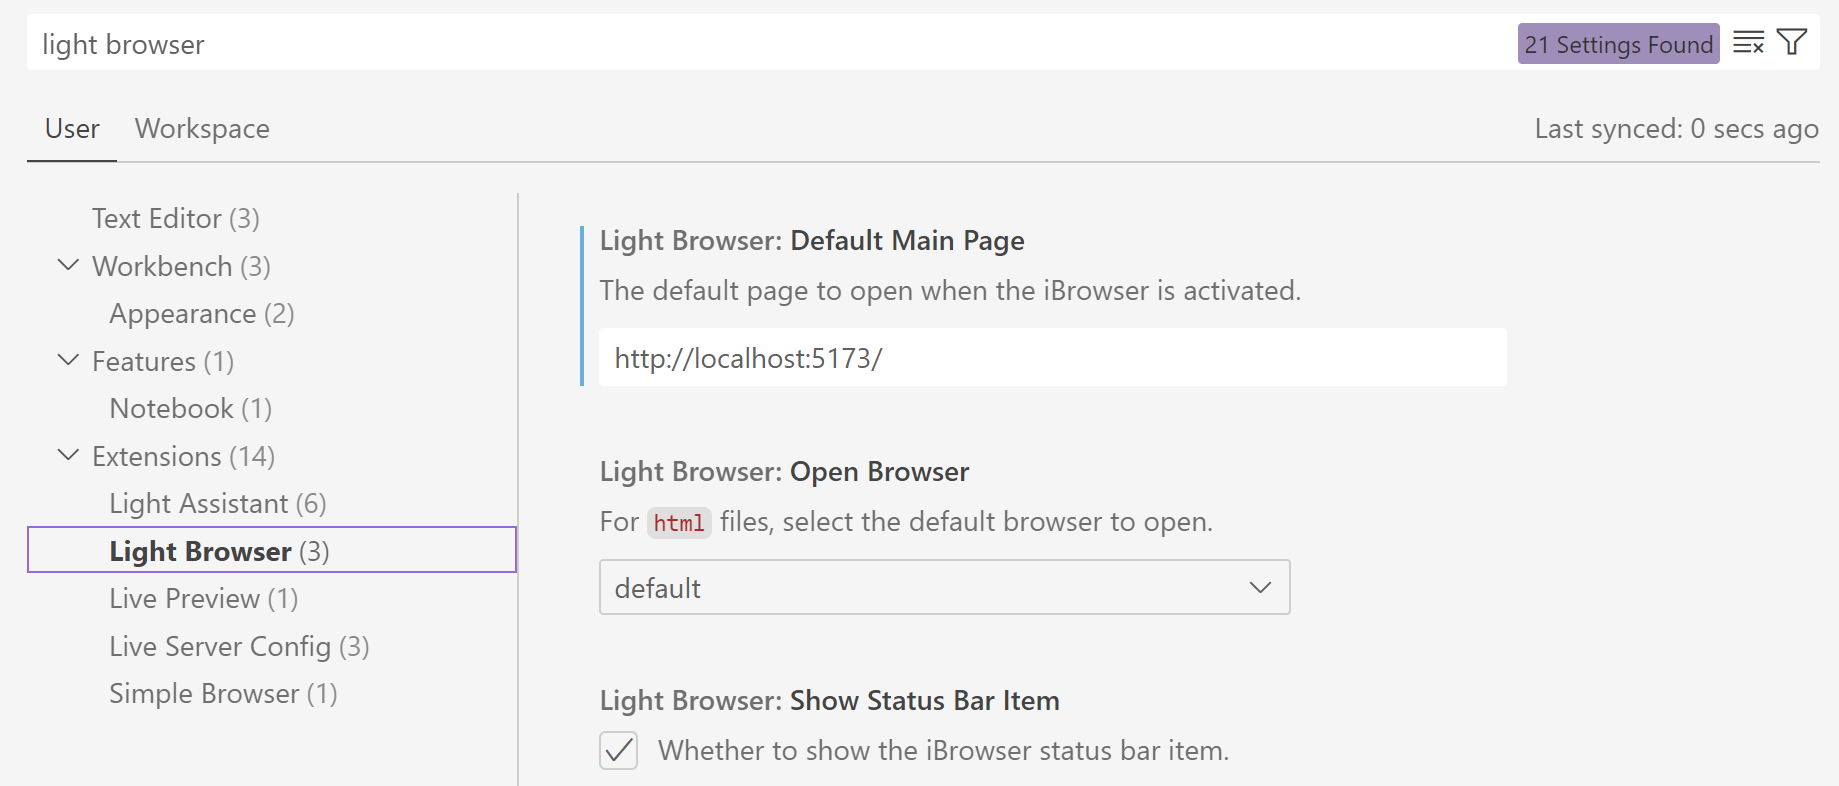 light browser
21 Settings Found
User
Workspace
Last synced: 0 secs ago
Text Editor (3)
Workbench (3)
Appearance (2)
Features (1)
Notebook (1)
Extensions (14)
Light Assistant (6)
Light Browser (3)
Live Preview (1)
Live Server Config (3)
Simple Browser (1)
Light Browser: Default Main Page
The default page to open when the iBrowser is activated.
http://localhost:5173/
Light Browser: Open Browser
For html files, select the default browser to open.
default
Light Browser: Show Status Bar Item
Whether to show the iBrowser status bar item.